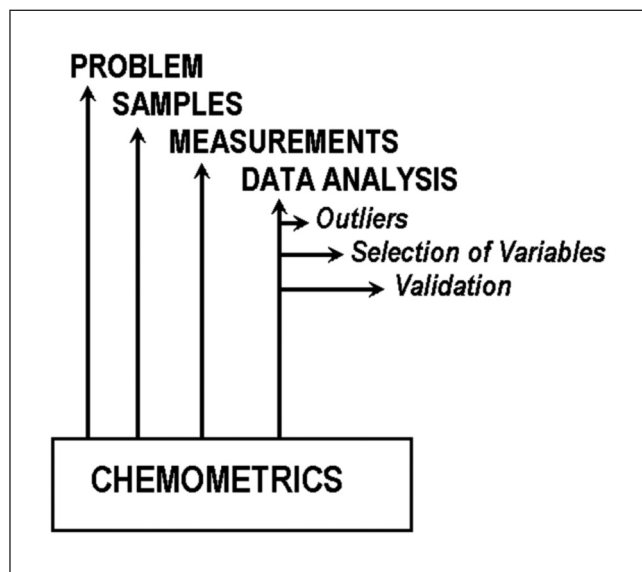 PROBLEM
SAMPLES
MEASUREMENTS
DATA ANALYSIS
Outliers
Selection of Variables
Validation
CHEMOMETRICS